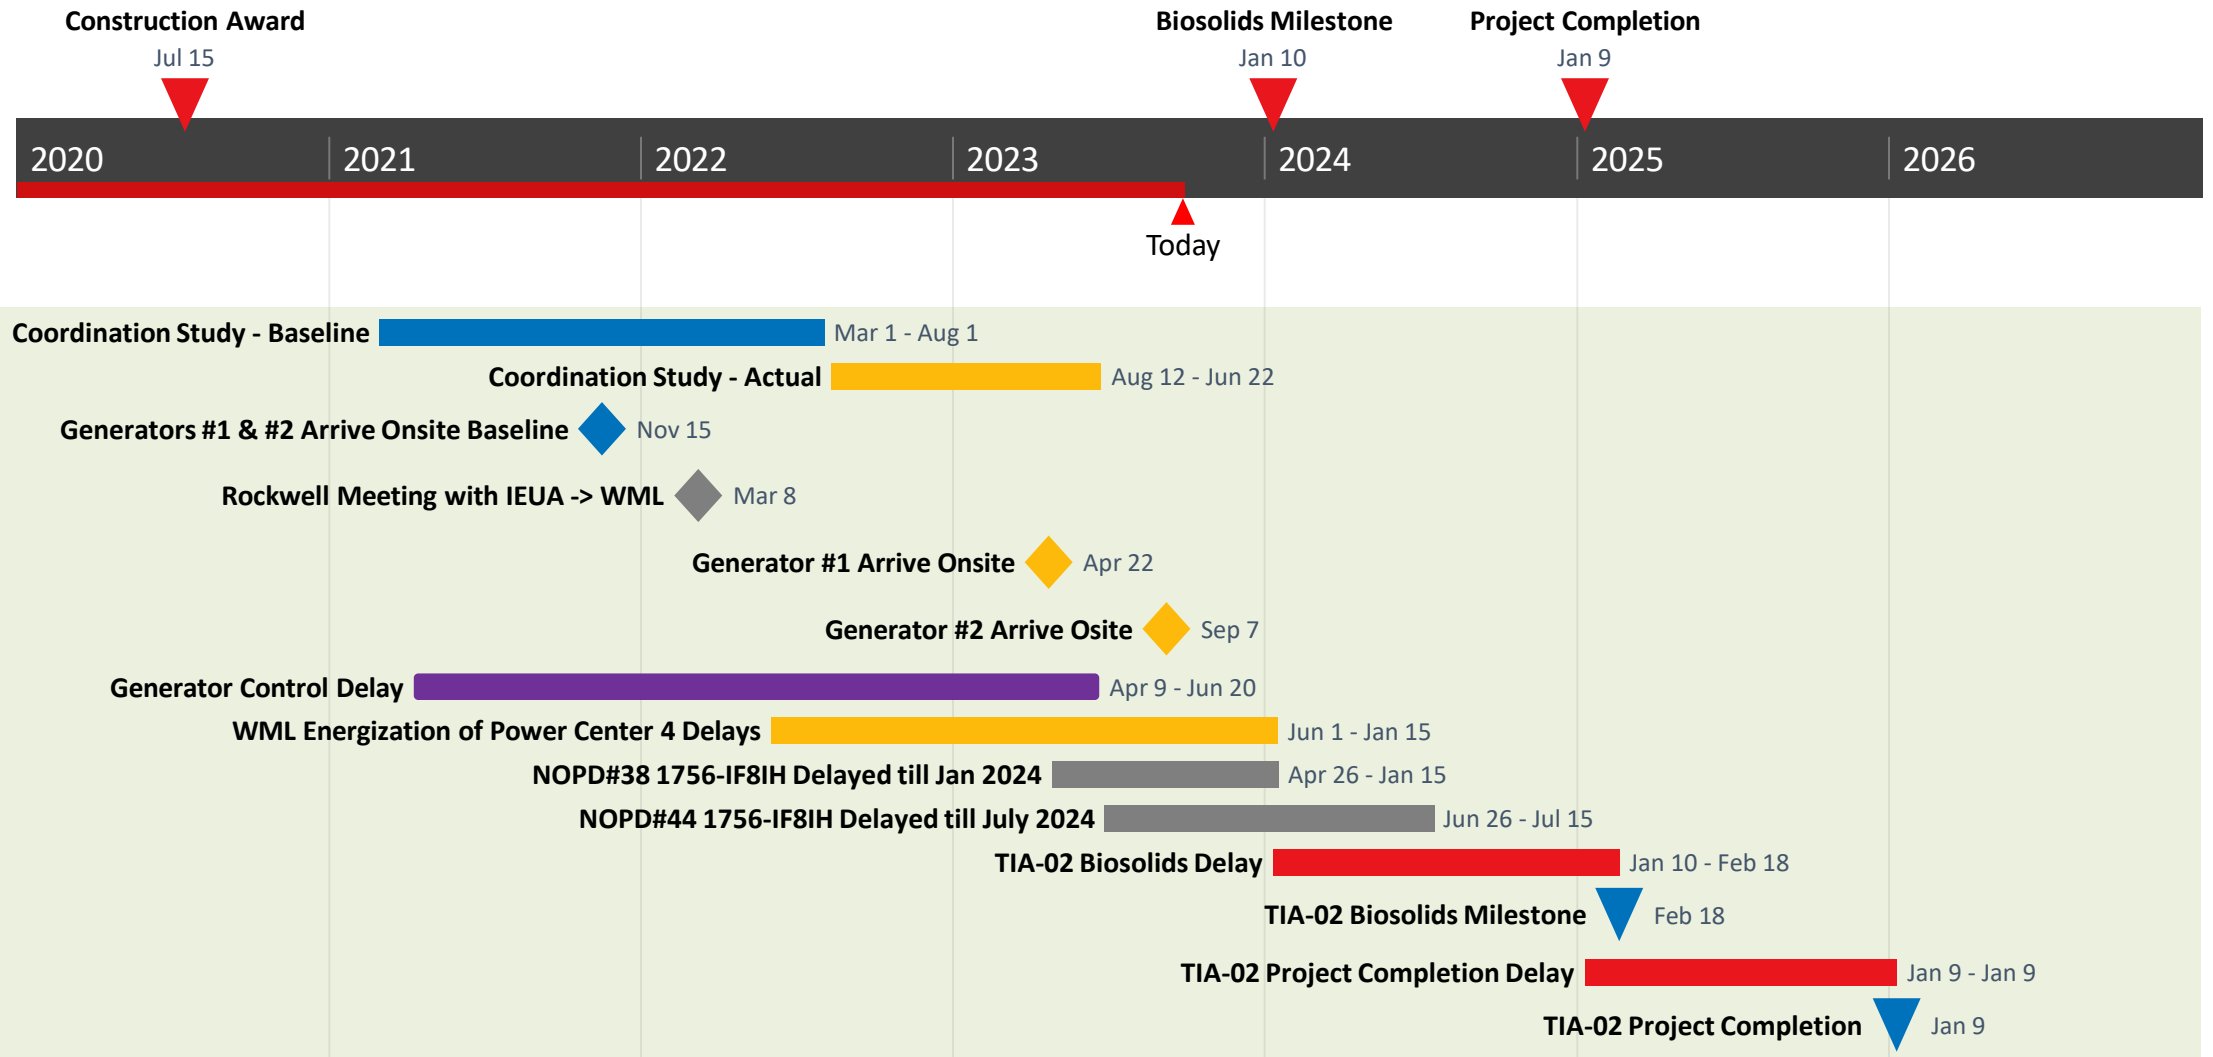 Construction Award
Jul 15
Biosolids Milestone
Jan 10
Project Completion
Jan 9
2020 2021 2022 2023 2024 2025 2026
Today
Coordination Study - Baseline Mar 1 - Aug 1
Coordination Study - Actual Aug 12 - Jun 22
Generators #1 & #2 Arrive Onsite Baseline Nov 15
Rockwell Meeting with IEUA -> WML Mar 8
Generator #1 Arrive Onsite Apr 22
Generator #2 Arrive Osite Sep 7
Generator Control Delay Apr 9 - Jun 20
WML Energization of Power Center 4 Delays Jun 1 - Jan 15
NOPD#38 1756-IF8IH Delayed till Jan 2024 Apr 26 - Jan 15
NOPD#44 1756-IF8IH Delayed till July 2024 Jun 26 - Jul 15
TIA-02 Biosolids Delay Jan 10 - Feb 18
TIA-02 Biosolids Milestone Feb 18
TIA-02 Project Completion Delay Jan 9 - Jan 9
TIA-02 Project Completion Jan 9